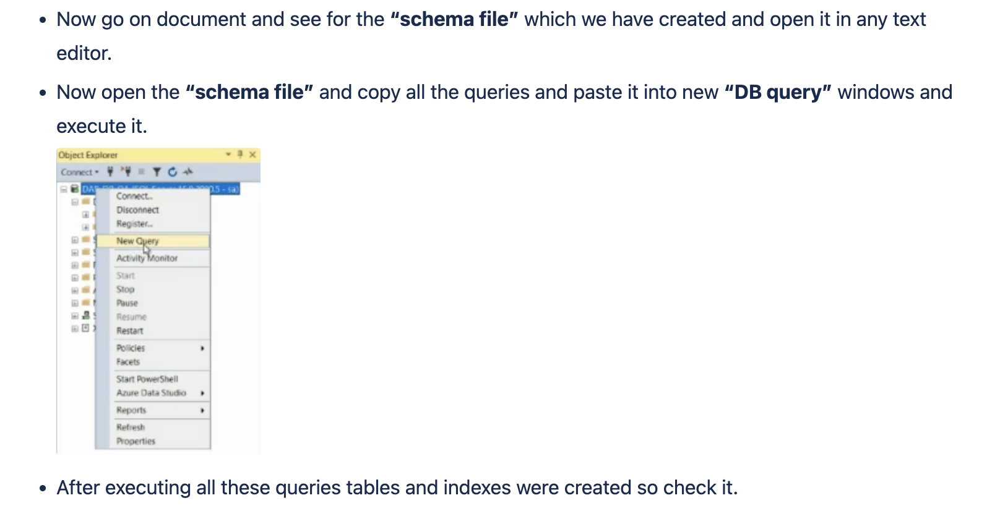 Now go on document and see for the “schema file” which we have created and open it in any text
editor.
Now open the “schema file” and copy all the queries and paste it into new “DB query” windows and
execute it.
Object Explorer
Connect
Connect...
Disconnect
Register...
New Query
Activity Monitor
Start
Stop
Pause
Resume
Restart
Policies
Facets
Start PowerShell
Azure Data Studio
Reports
Refresh
Properties
After executing all these queries tables and indexes were created so check it.